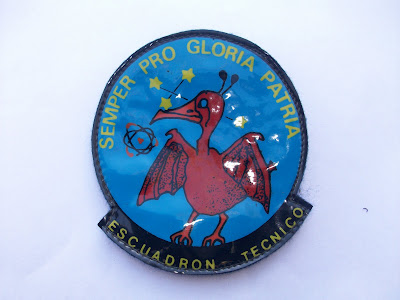 SEMPER PRO GLORIA PATRIA
ESCUADRON TECNICO